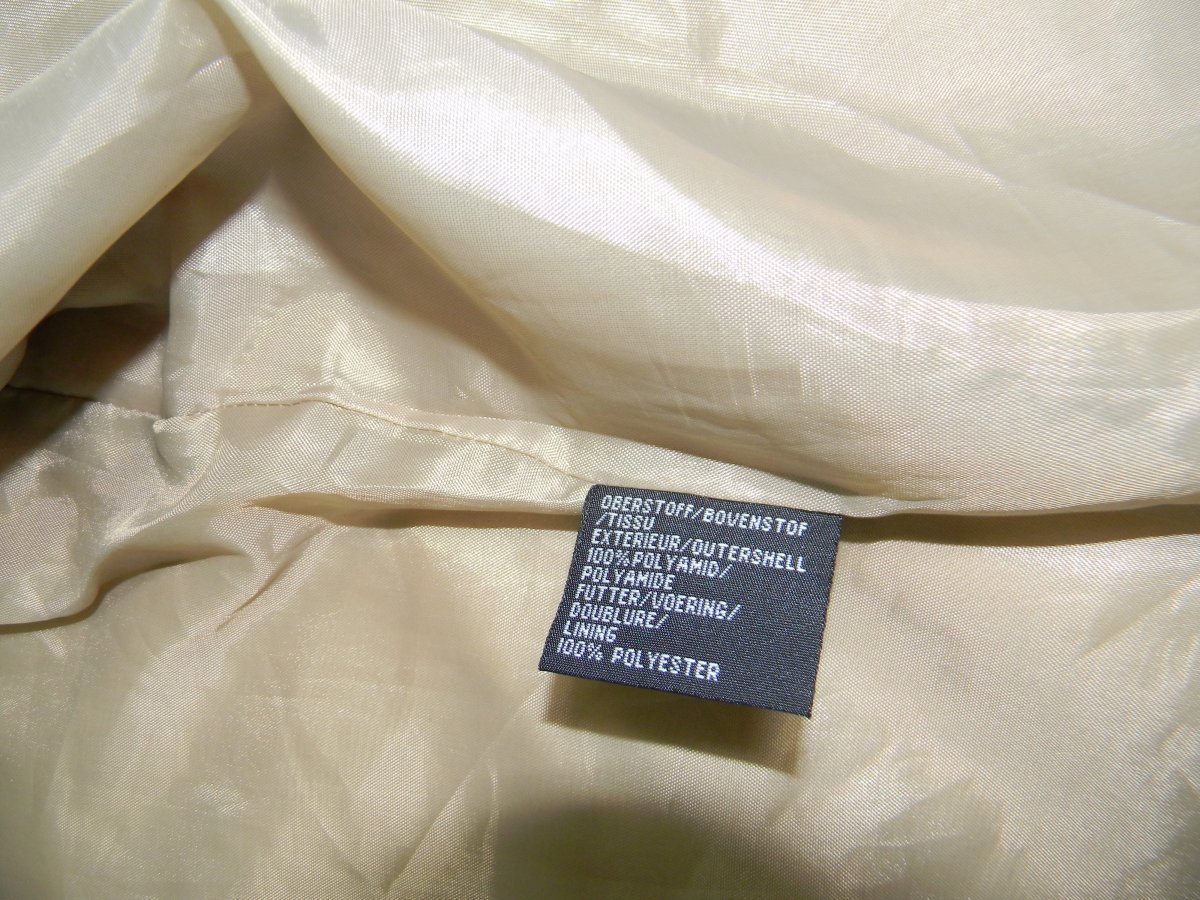 OBERSTOFF/BOVENSTOF
/TISSU
EXTERIEUR/OUTERSHELL
100%POLYAMID/
POLYAMIDE
FUTTER/VOERING/
DOUBLURE/
LINING
100% POLYESTER